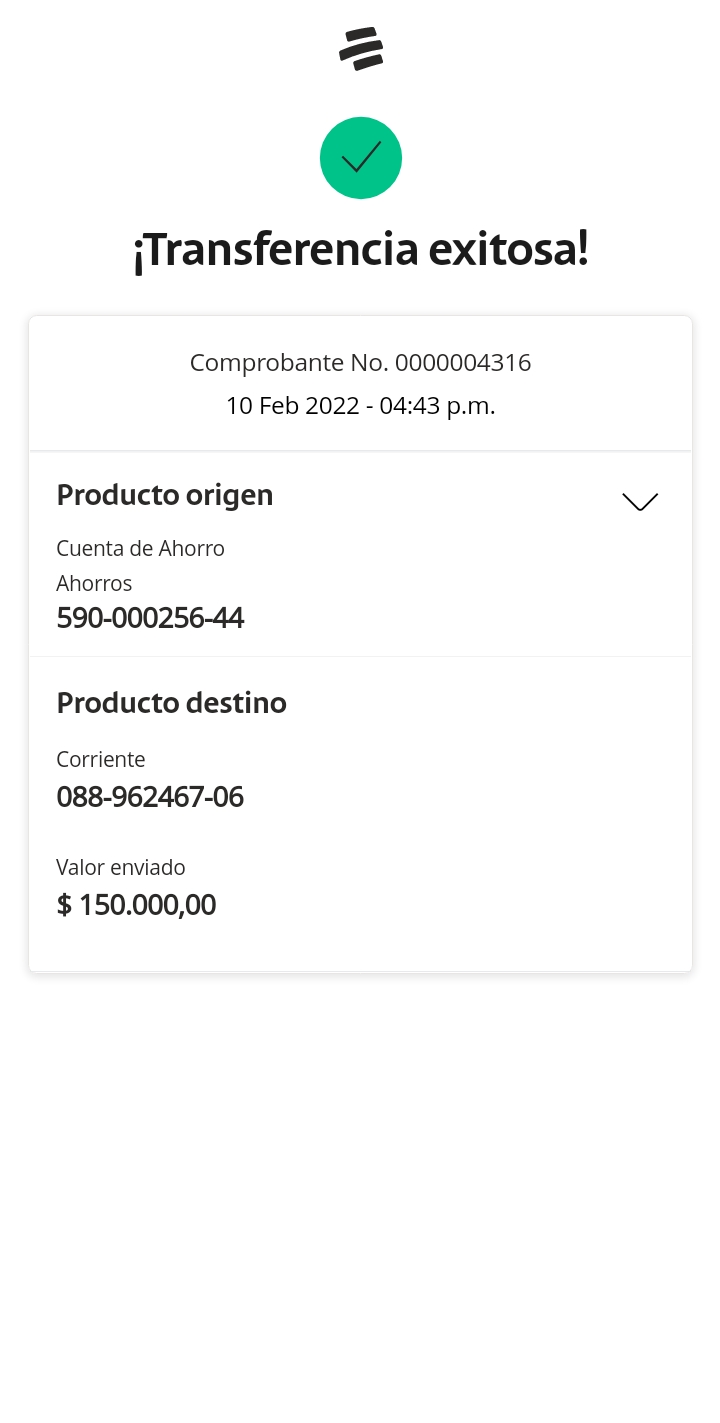 ¡Transferencia exitosa!
Comprobante No. 0000004316
10 Feb 2022 - 04:43 p.m.
Producto origen
Cuenta de Ahorro
Ahorros
590-000256-44
Producto destino
Corriente
088-962467-06
Valor enviado
$ 150.000,00